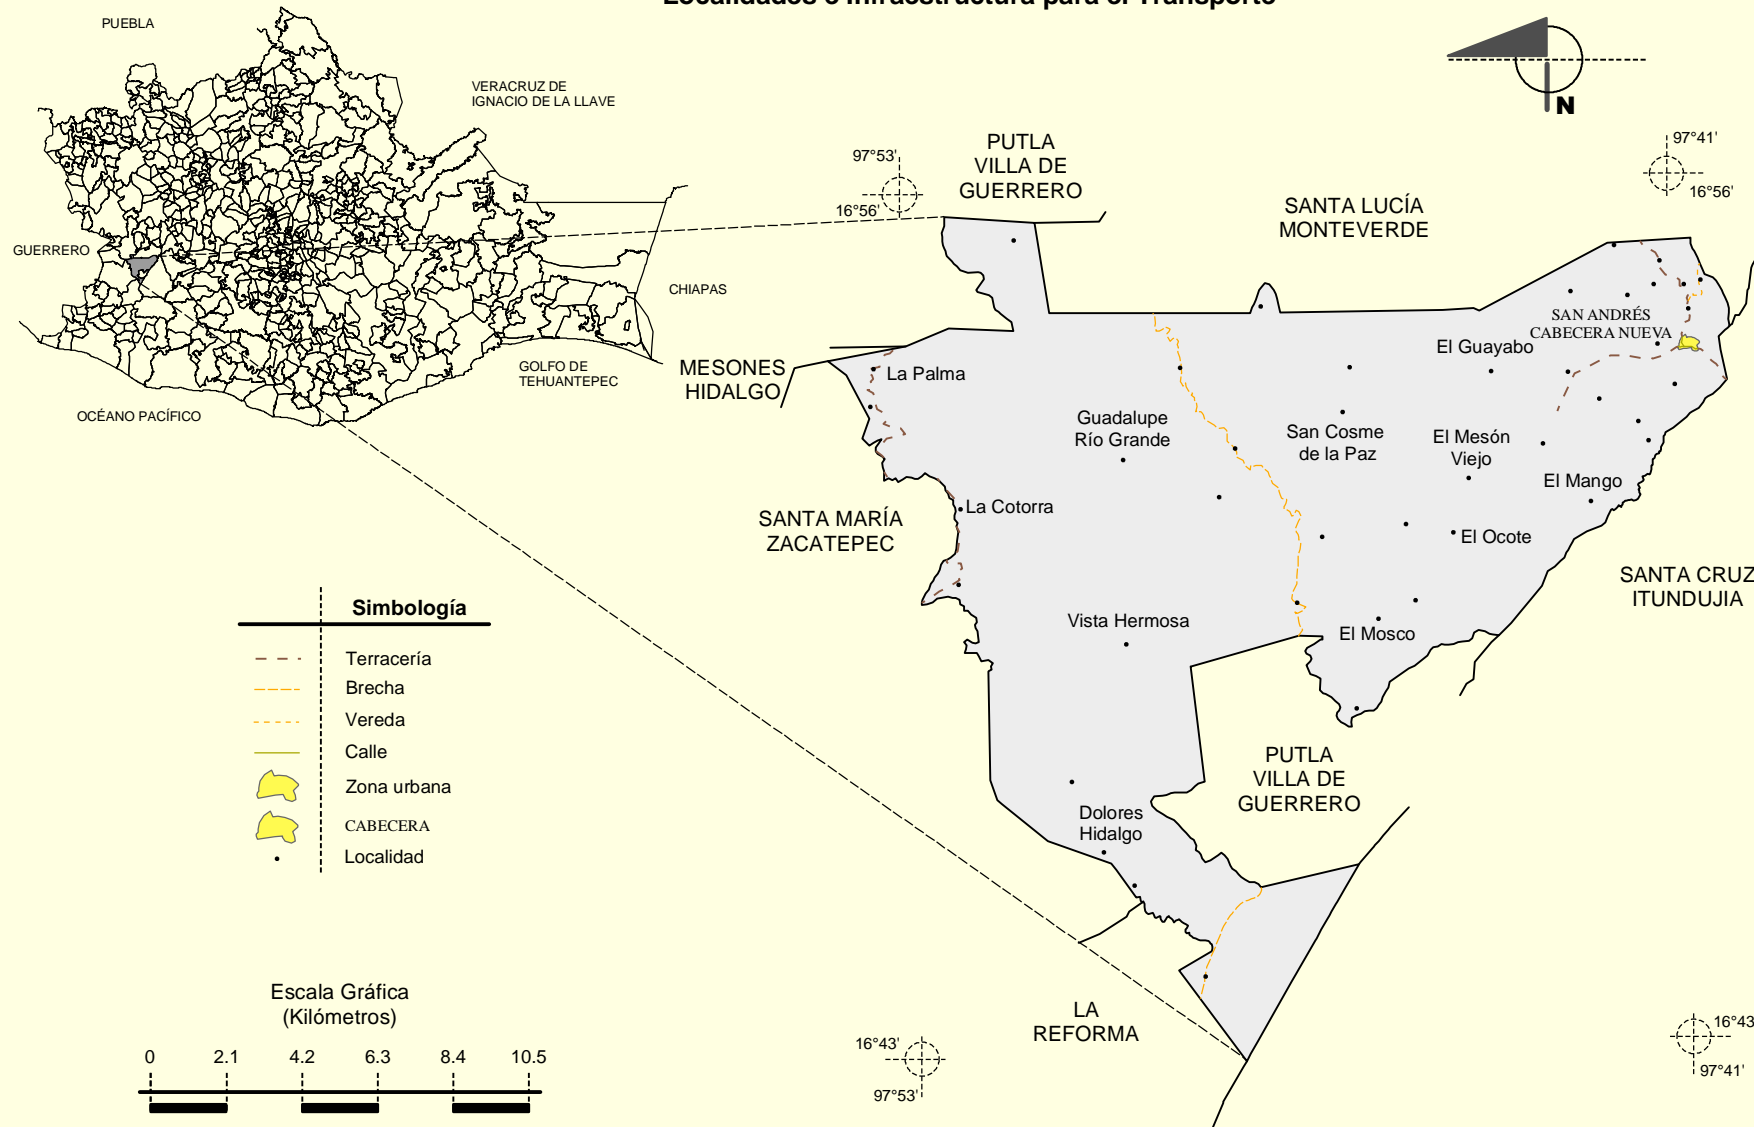 Localidades e Infraestructura para el Transporte
PUEBLA
VERACRUZ DE
IGNACIO DE LA LLAVE
GUERRERO
CHIAPAS
GOLFO DE
TEHUANTEPEC
OCÉANO PACÍFICO
N
97°53'
16°56'
97°41'
16°56'
PUTLA
VILLA DE
GUERRERO
SANTA LUCÍA
MONTEVERDE
MESONES
HIDALGO
La Palma
Guadalupe
Río Grande
San Cosme
de la Paz
El Guayabo
SAN ANDRÉS
CABECERA NUEVA
El Mesón
Viejo
El Mango
La Cotorra
El Ocote
SANTA MARÍA
ZACATEPEC
SANTA CRUZ
ITUNDUJIA
Vista Hermosa
El Mosco
PUTLA
VILLA DE
GUERRERO
Dolores
Hidalgo
LA
REFORMA
16°43'
97°53'
16°43'
97°41'
Simbología
Terracería
Brecha
Vereda
Calle
Zona urbana
CABECERA
Localidad
Escala Gráfica
(Kilómetros)
0 2.1 4.2 6.3 8.4 10.5